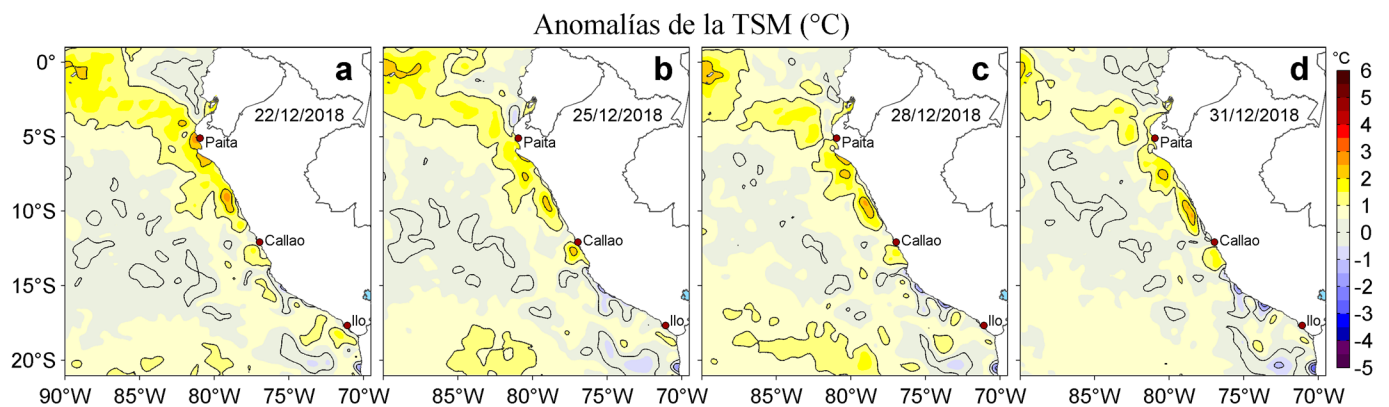 Anomalías de la TSM (°C)
0°
5°S
10°S
15°S
20°S
a
22/12/2018
Paita
Callao
Ilo
90°W 85°W 80°W 75°W 70°W
b
25/12/2018
Paita
Callao
Ilo
85°W 80°W 75°W 70°W
c
28/12/2018
Paita
Callao
Ilo
85°W 80°W 75°W 70°W
d
31/12/2018
Paita
Callao
Ilo
85°W 80°W 75°W 70°W
°C
6
5
4
3
2
1
0
-1
-2
-3
-4
-5